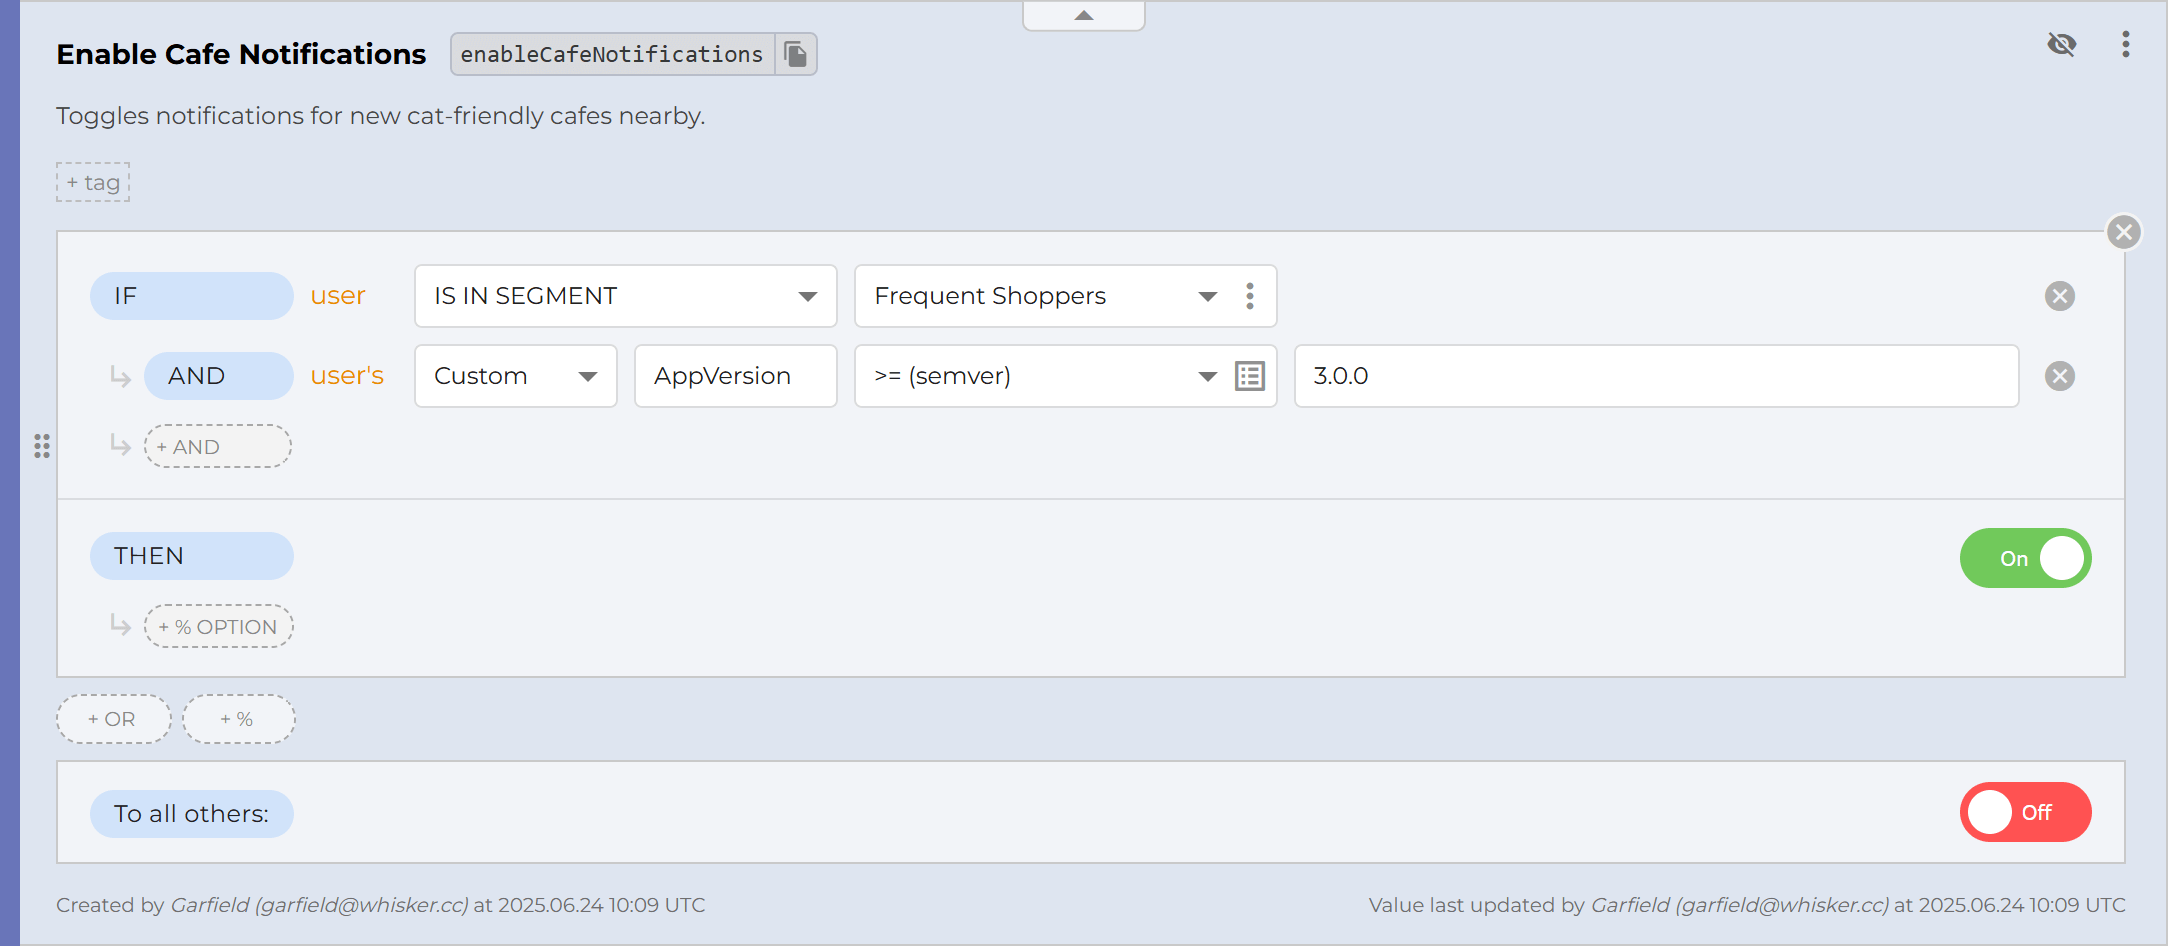 Enable Cafe Notifications enableCafeNotifications
Toggles notifications for new cat-friendly cafes nearby.
+ tag
IF user IS IN SEGMENT Frequent Shoppers
AND user's Custom AppVersion >= (semver) 3.0.0
+ AND
THEN On
+ % OPTION
+ OR + %
To all others: Off
Created by Garfield (garfield@whisker.cc) at 2025.06.24 10:09 UTC Value last updated by Garfield (garfield@whisker.cc) at 2025.06.24 10:09 UTC